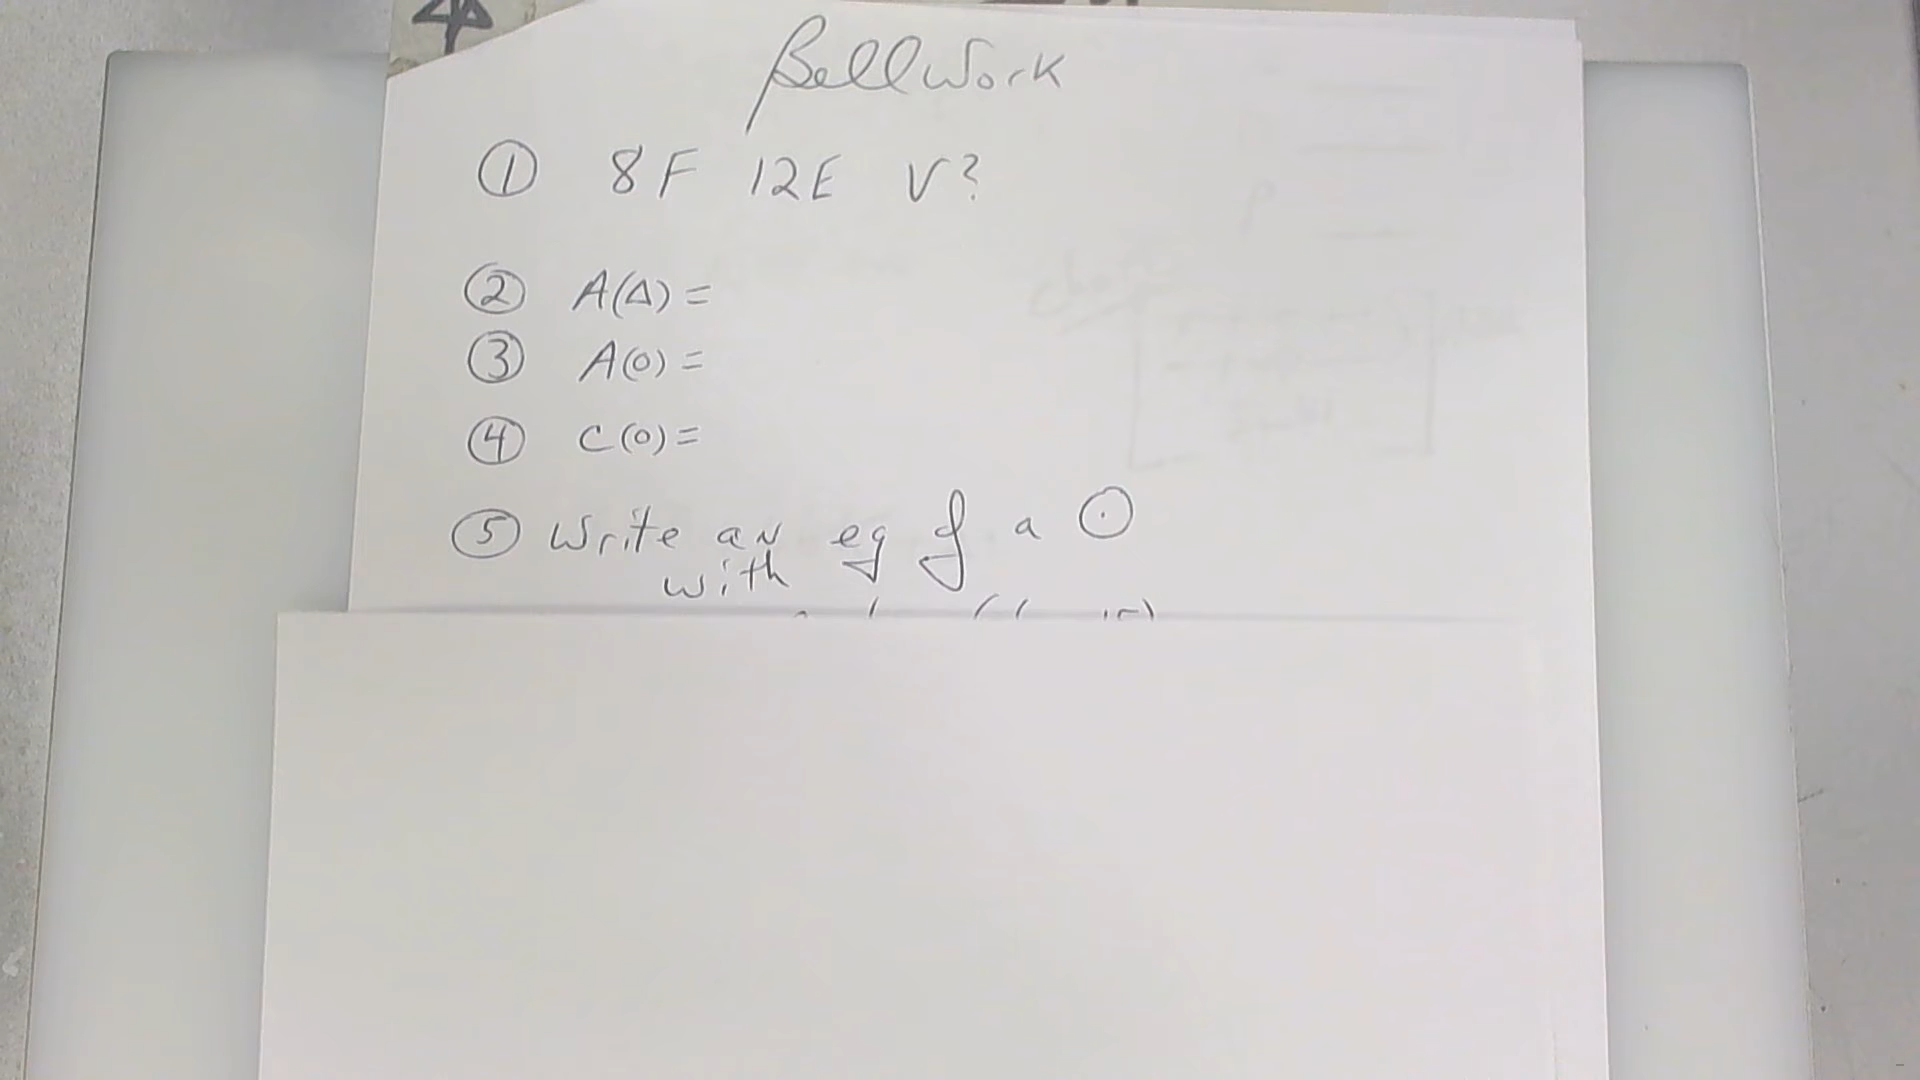 Bellwork
① 8F 12E V?
② A(△) =
③ A(O) =
④ C(O) =
⑤ Write an eq of a ⊙
with